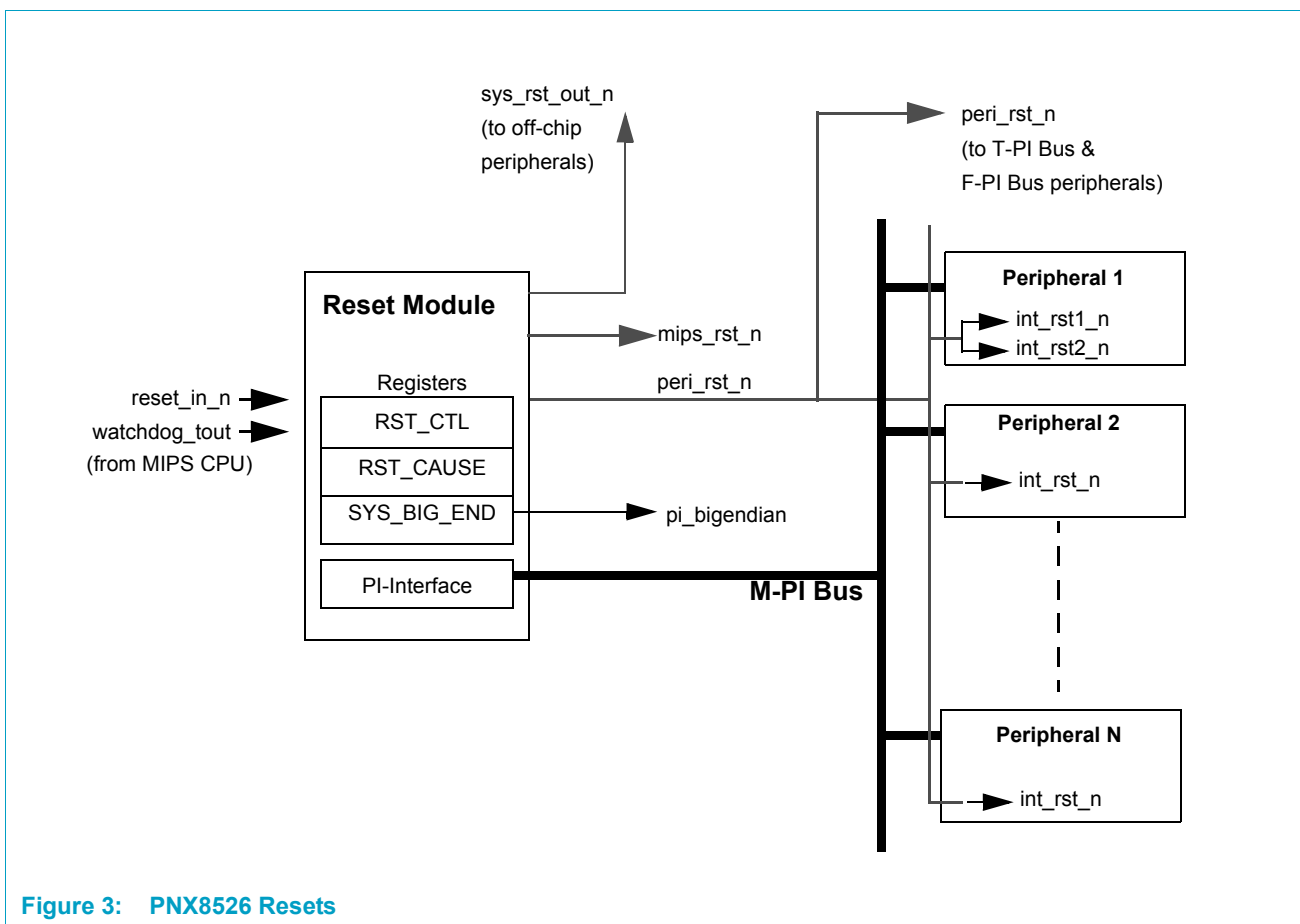 sys_rst_out_n
(to off-chip
peripherals)
peri_rst_n
(to T-PI Bus &
F-PI Bus peripherals)
Reset Module
Registers
RST_CTL
RST_CAUSE
SYS_BIG_END
PI-Interface
reset_in_n
watchdog_tout
(from MIPS CPU)
mips_rst_n
peri_rst_n
pi_bigendian
M-PI Bus
Peripheral 1
int_rst1_n
int_rst2_n
Peripheral 2
int_rst_n
Peripheral N
int_rst_n
Figure 3: PNX8526 Resets